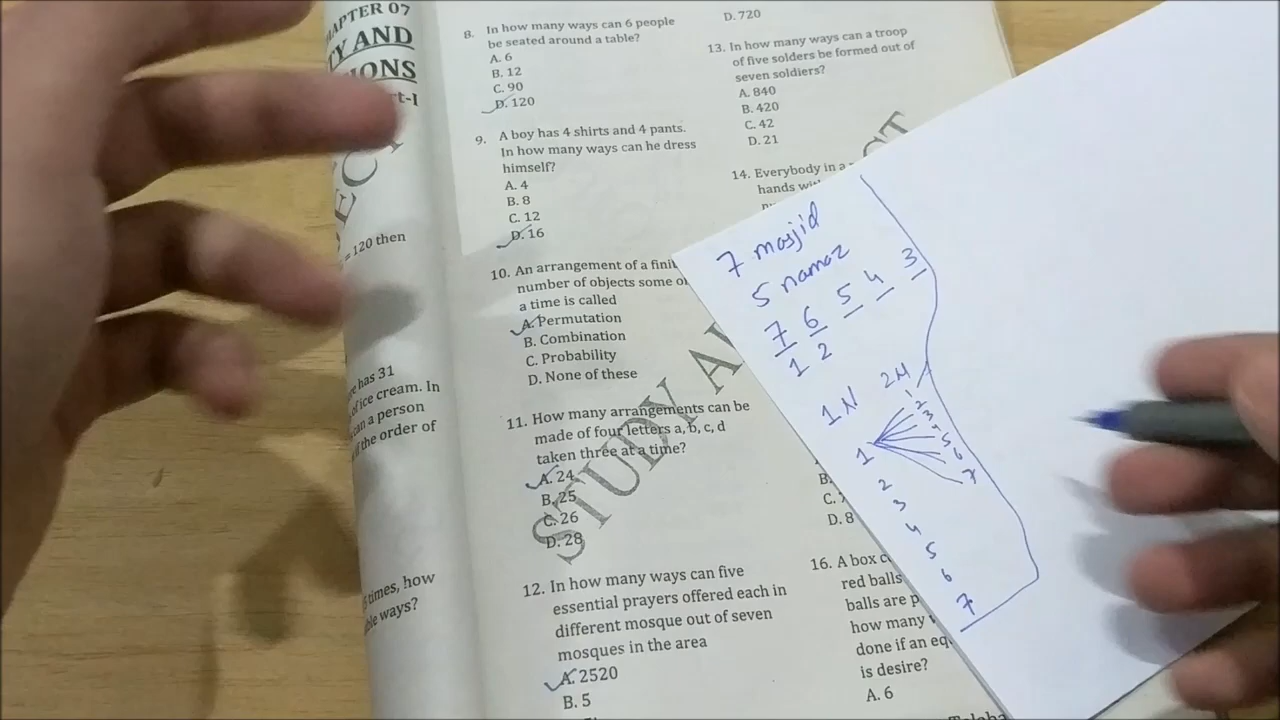 APTER 07
Y AND
IONS
rt-I
= 120 then
has 31
of ice cream. In
can a person
if the order of
times, how
ble ways?
8. In how many ways can 6 people
be seated around a table?
A. 6
B. 12
C. 90
D. 120
9. A boy has 4 shirts and 4 pants.
In how many ways can he dress
himself?
A. 4
B. 8
C. 12
D. 16
10. An arrangement of a fini
number of objects some o
a time is called
A. Permutation
B. Combination
C. Probability
D. None of these
11. How many arrangements can be
made of four letters a, b, c, d
taken three at a time?
A. 24
B. 25
C. 26
D. 28
12. In how many ways can five
essential prayers offered each in
different mosque out of seven
mosques in the area
A. 2520
B. 5
D. 720
13. In how many ways can a troop
of five solders be formed out of
seven soldiers?
A. 840
B. 420
C. 42
D. 21
14. Everybody in a
hands
B.
C.
D. 8
16. A box
red balls
balls are p
how many
done if an eq
is desire?
A. 6
STUDY A
CT
7 masjid
5 namaz
7 6 5 4 3
1 2
1 N 2N
1
2
3
4
5
6
7